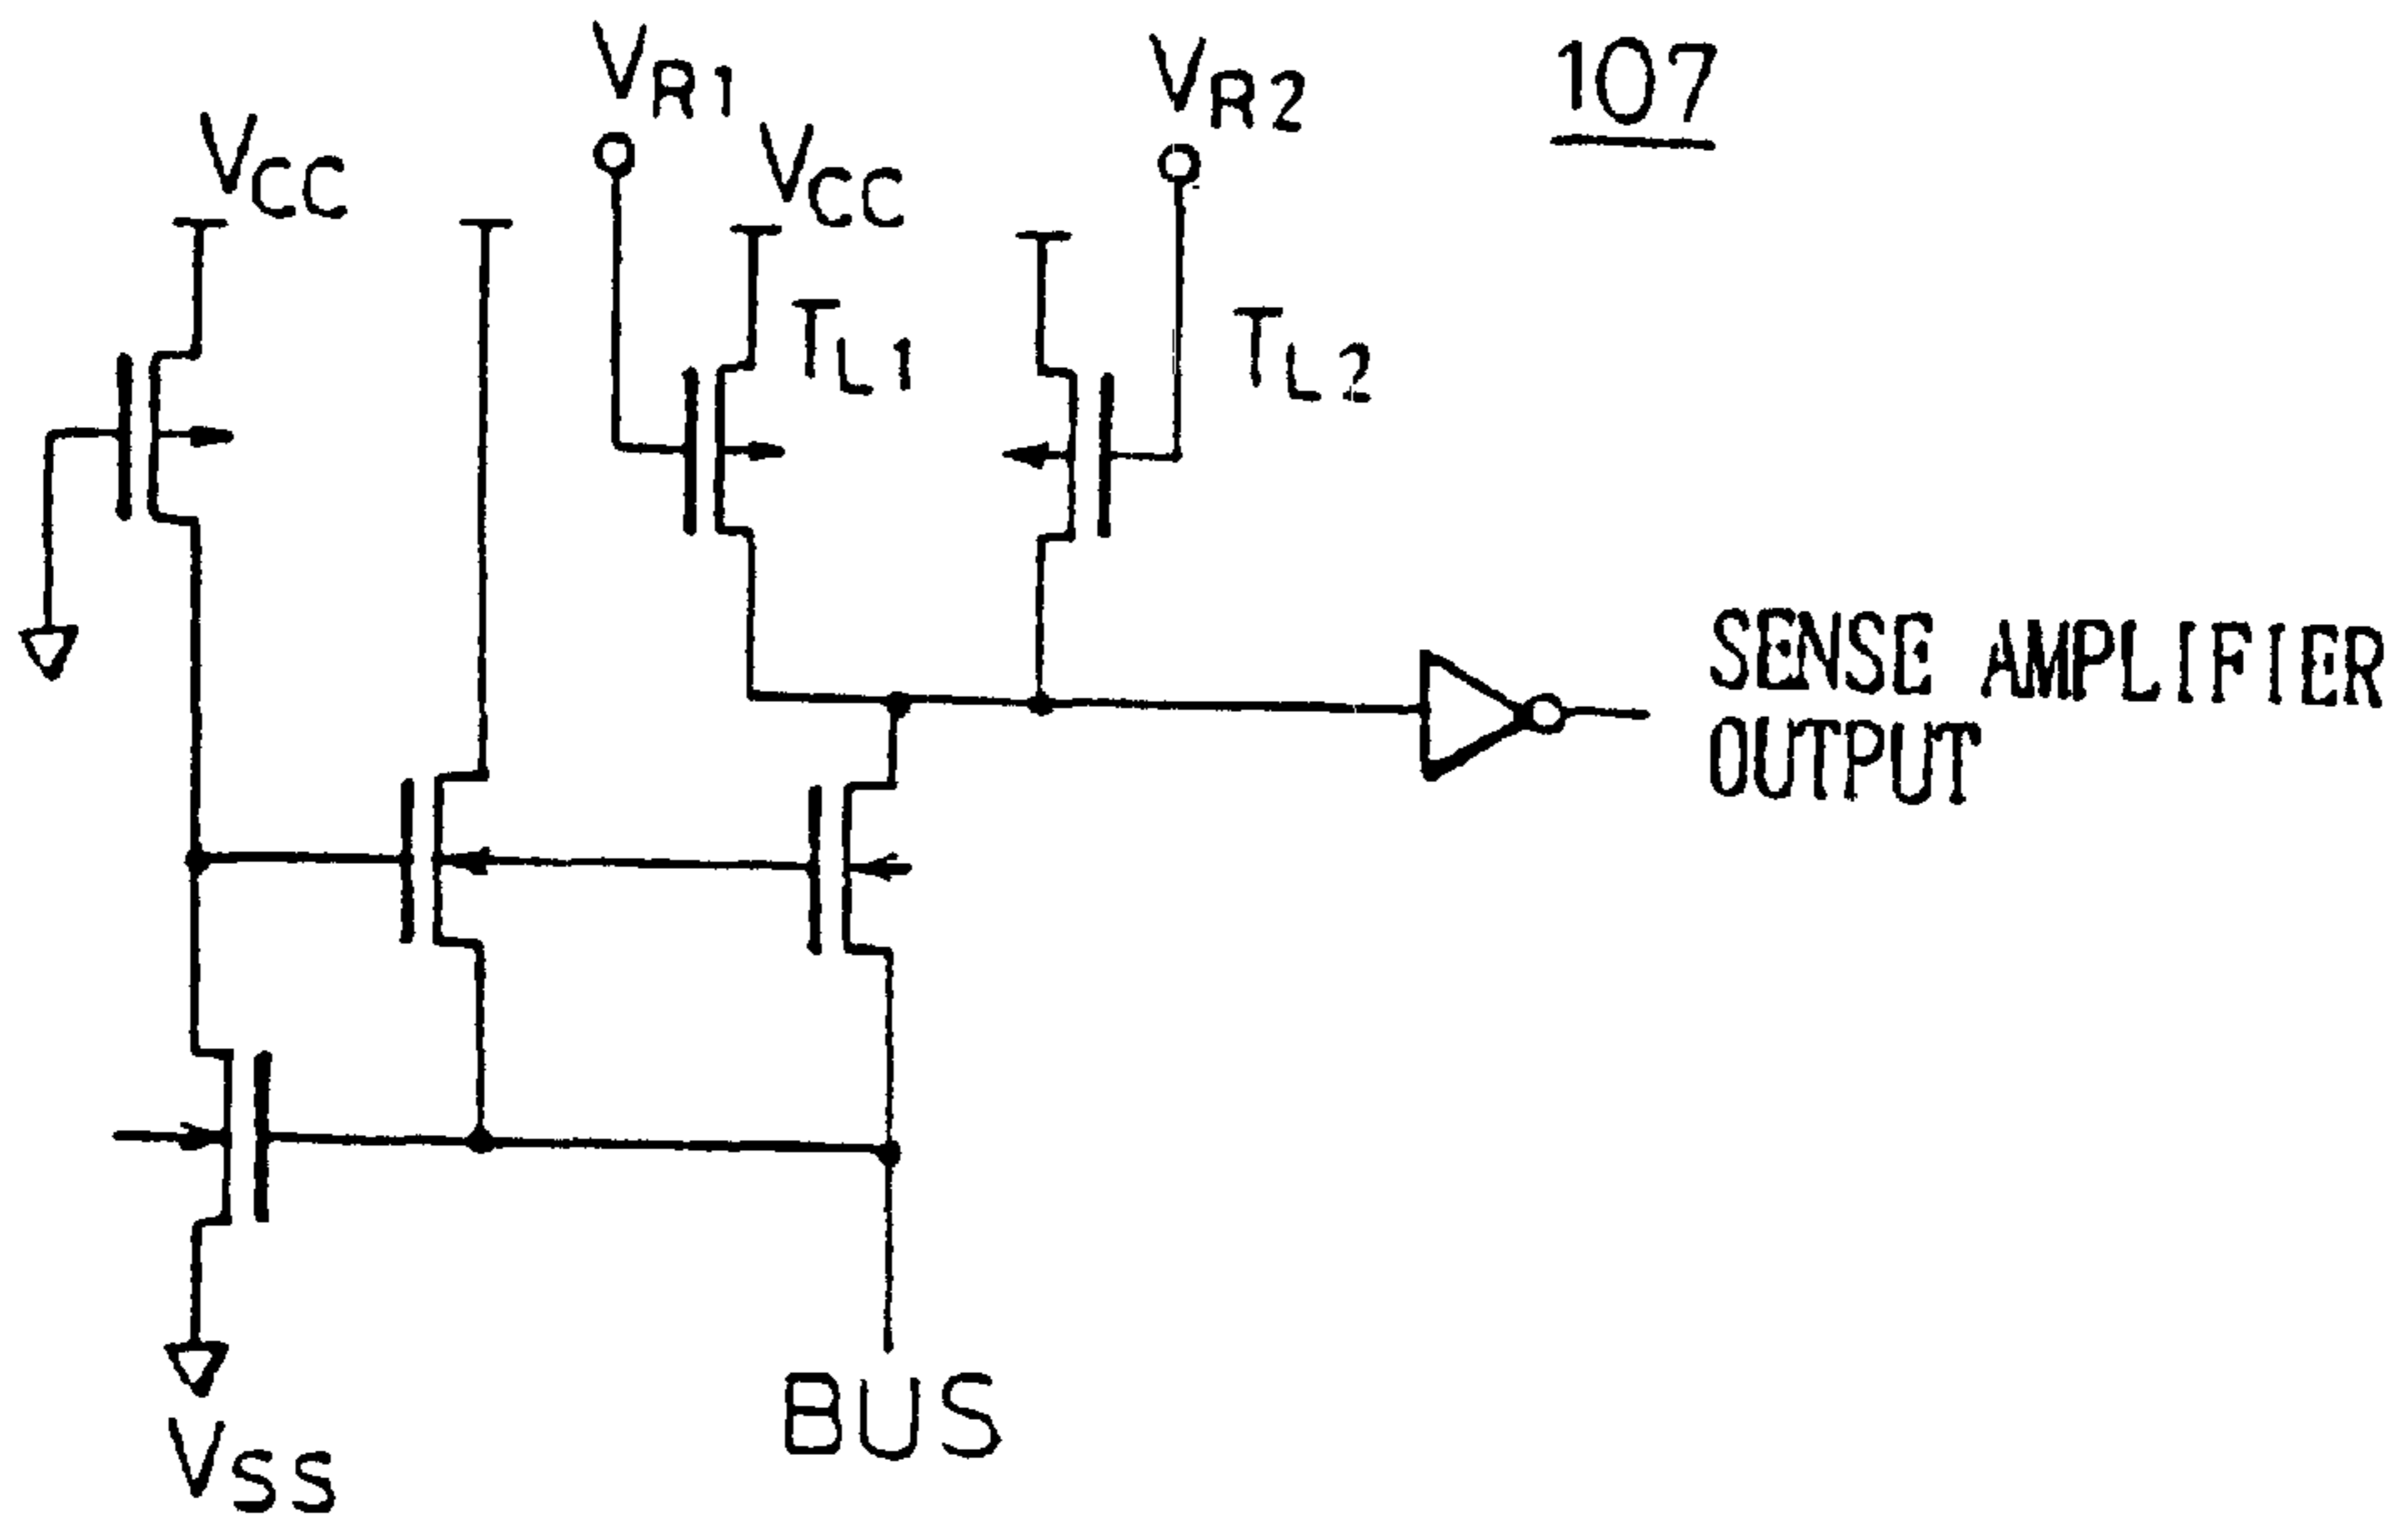 VR1
VR2
107
VCC
VCC
TL1
TL2
SENSE AMPLIFIER
OUTPUT
BUS
VSS